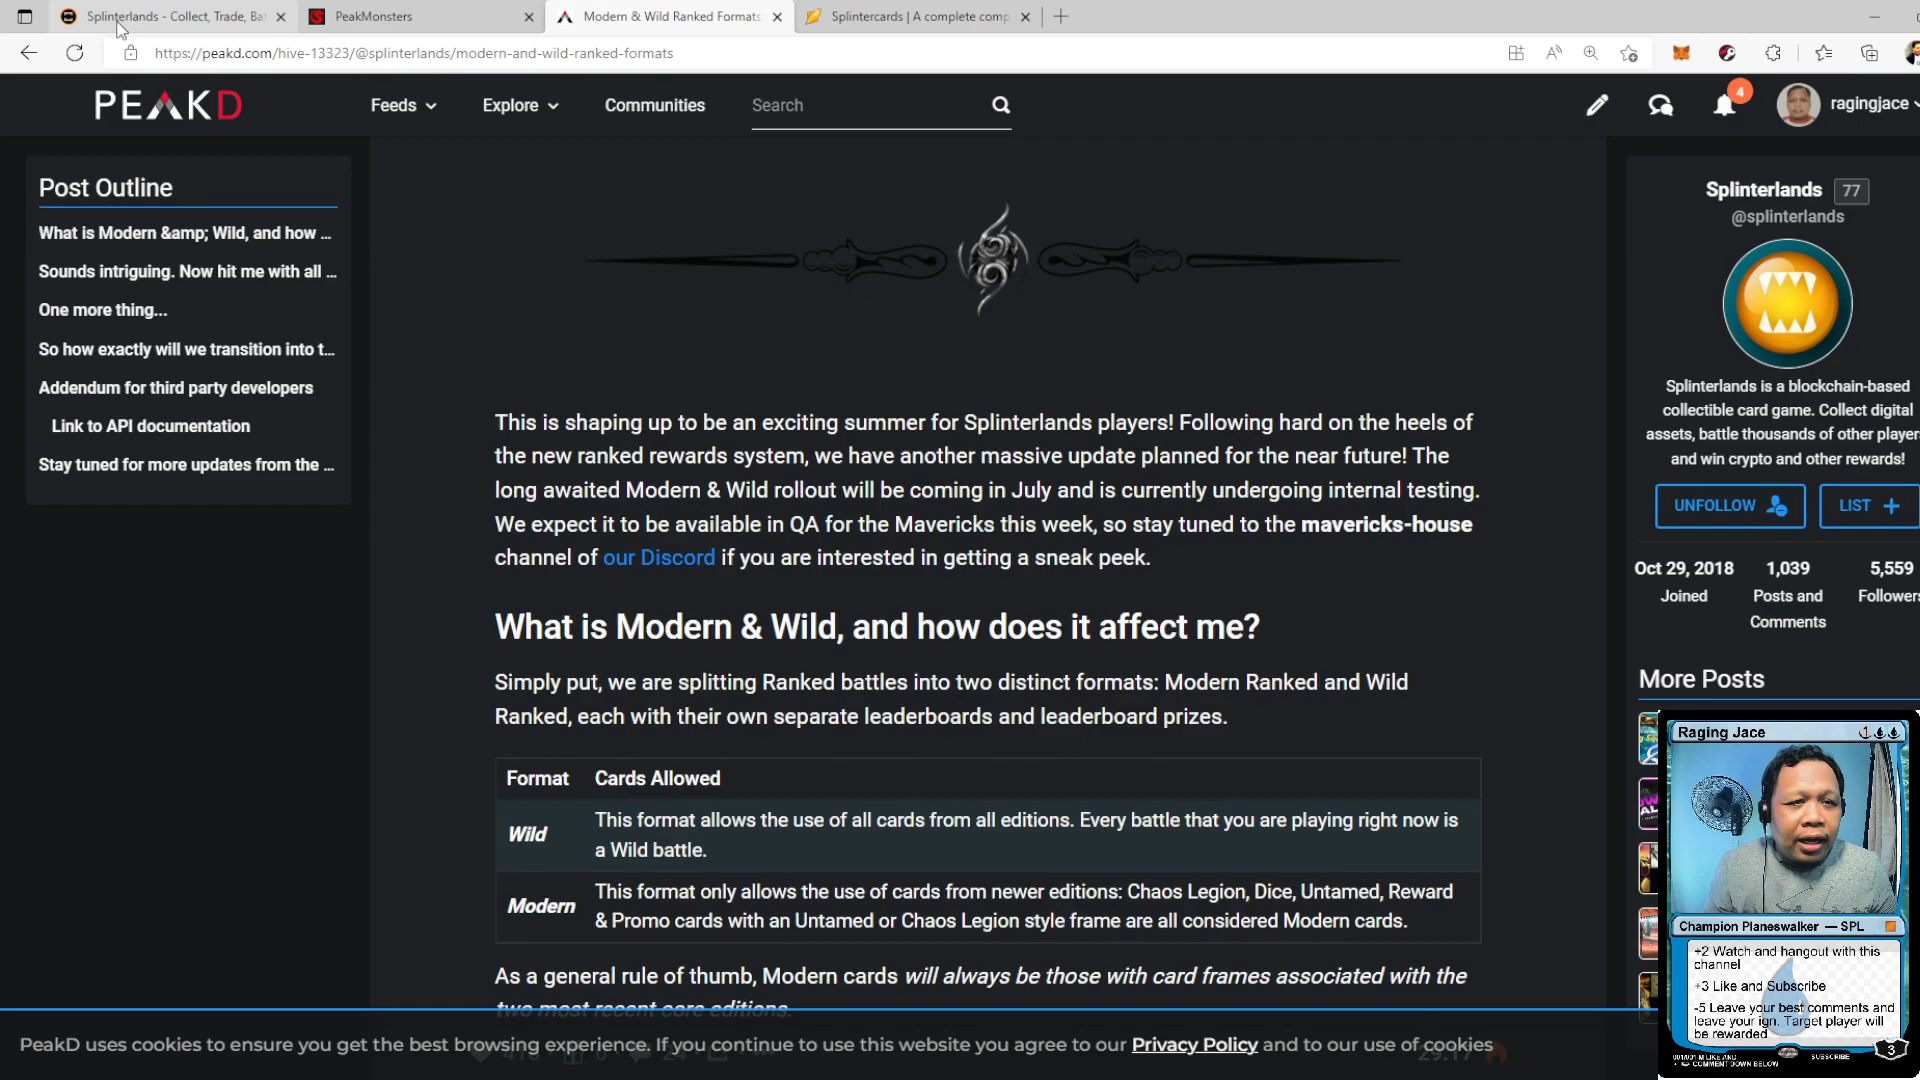 Splinterlands - Collect, Trade, Ba
PeakMonsters
Modern & Wild Ranked Formats
Splintercards | A complete comp
https://peakd.com/hive-13323/@splinterlands/modern-and-wild-ranked-formats
PEAKD
Feeds
Explore
Communities
Search
4
ragingjace
Post Outline
What is Modern &amp; Wild, and how ...
Sounds intriguing. Now hit me with all ...
One more thing...
So how exactly will we transition into t...
Addendum for third party developers
Link to API documentation
Stay tuned for more updates from the ...
This is shaping up to be an exciting summer for Splinterlands players! Following hard on the heels of
the new ranked rewards system, we have another massive update planned for the near future! The
long awaited Modern & Wild rollout will be coming in July and is currently undergoing internal testing.
We expect it to be available in QA for the Mavericks this week, so stay tuned to the mavericks-house
channel of our Discord if you are interested in getting a sneak peek.
What is Modern & Wild, and how does it affect me?
Simply put, we are splitting Ranked battles into two distinct formats: Modern Ranked and Wild
Ranked, each with their own separate leaderboards and leaderboard prizes.
Format Cards Allowed
Wild
This format allows the use of all cards from all editions. Every battle that you are playing right now is
a Wild battle.
Modern
This format only allows the use of cards from newer editions: Chaos Legion, Dice, Untamed, Reward
& Promo cards with an Untamed or Chaos Legion style frame are all considered Modern cards.
As a general rule of thumb, Modern cards will always be those with card frames associated with the
two most recent core editions.
PeakD uses cookies to ensure you get the best browsing experience. If you continue to use this website you agree to our Privacy Policy and to our use of cookies
29.17
Splinterlands 77
@splinterlands
Splinterlands is a blockchain-based
collectible card game. Collect digital
assets, battle thousands of other player
and win crypto and other rewards!
UNFOLLOW
LIST
Oct 29, 2018
Joined
1,039
Posts and
Comments
5,559
Followers
More Posts
Raging Jace
1
Champion Planeswalker — SPL
+2 Watch and hangout with this
channel
+3 Like and Subscribe
-5 Leave your best comments and
leave your ign. Target player will
be rewarded
001/001 M LIKE AND
COMMENT DOWN BELOW
SUBSCRIBE
3